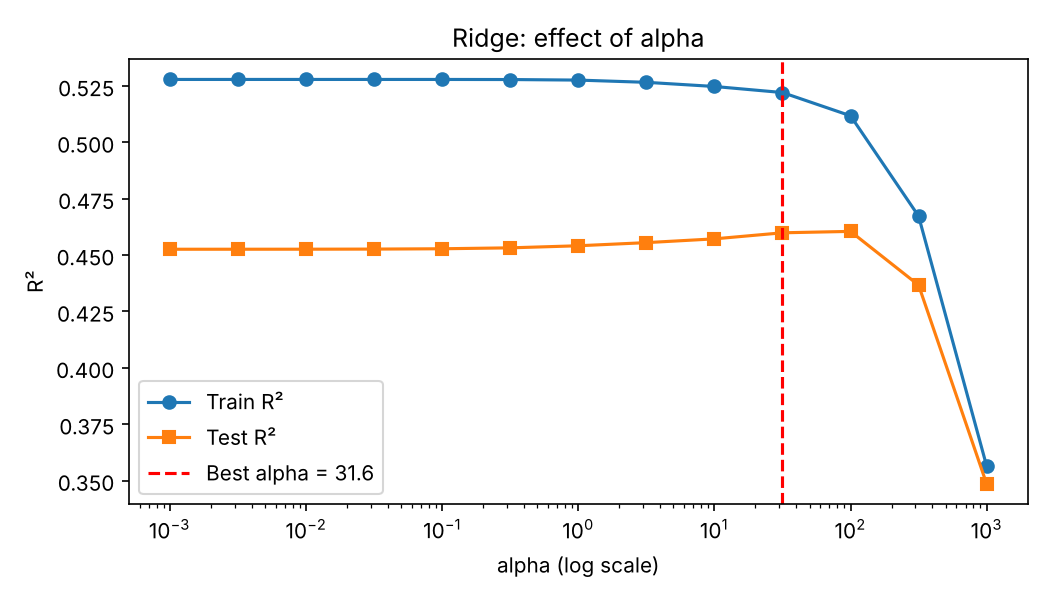 Ridge: effect of alpha
R²
0.525
0.500
0.475
0.450
0.425
0.400
0.375
0.350
Train R²
Test R²
Best alpha = 31.6
10⁻³ 10⁻² 10⁻¹ 10⁰ 10¹ 10² 10³
alpha (log scale)